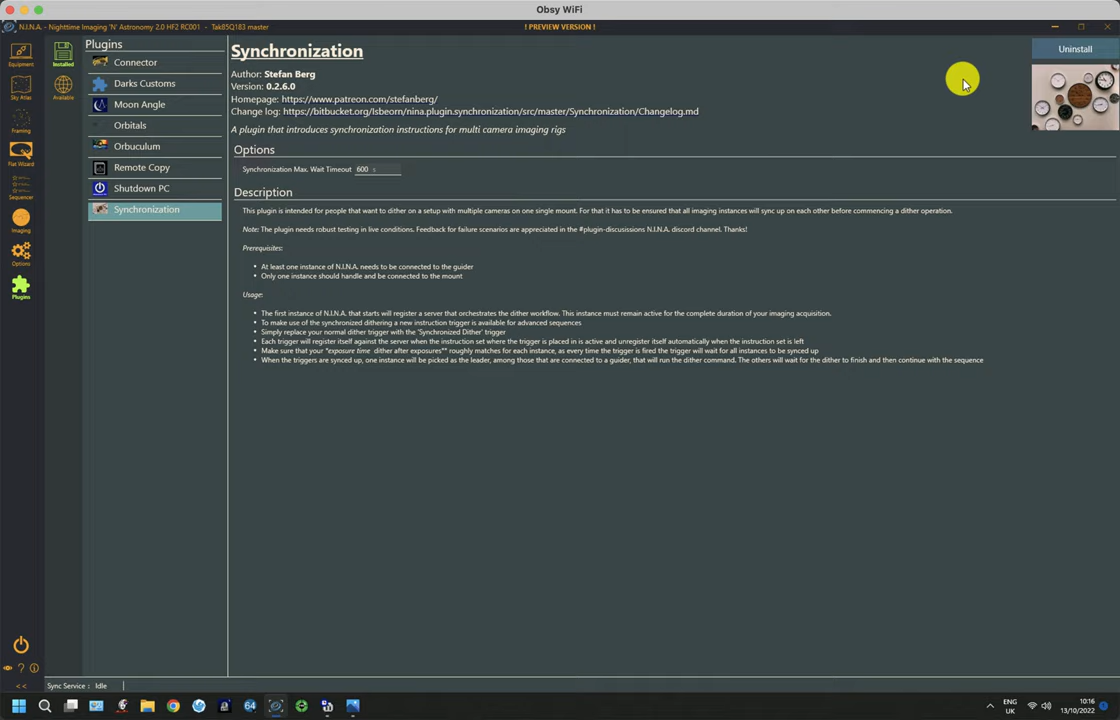 Obsy WiFi
N.I.N.A. - Nighttime Imaging 'N' Astronomy 2.0 HF2 RC001 - Tak85Q183 master
! PREVIEW VERSION !
Equipment
Sky Atlas
Framing
Flat Wizard
Sequencer
Imaging
Options
Plugins
Installed
Available
Plugins
Connector
Darks Customs
Moon Angle
Orbitals
Orbuculum
Remote Copy
Shutdown PC
Synchronization
Synchronization
Uninstall
Author: Stefan Berg
Version: 0.2.6.0
Homepage: https://www.patreon.com/stefanberg/
Change log: https://bitbucket.org/Isbeorn/nina.plugin.synchronization/src/master/Synchronization/Changelog.md
A plugin that introduces synchronization instructions for multi camera imaging rigs
Options
Synchronization Max. Wait Timeout 600 s
Description
This plugin is intended for people that want to dither on a setup with multiple cameras on one single mount. For that it has to be ensured that all imaging instances will sync up on each other before commencing a dither operation.
Note: The plugin needs robust testing in live conditions. Feedback for failure scenarios are appreciated in the #plugin-discusissions N.I.N.A. discord channel. Thanks!
Prerequisites:
• At least one instance of N.I.N.A. needs to be connected to the guider
• Only one instance should handle and be connected to the mount
Usage:
• The first instance of N.I.N.A. that starts will register a server that orchestrates the dither workflow. This instance must remain active for the complete duration of your imaging acquisition.
• To make use of the synchronized dithering a new instruction trigger is available for advanced sequences
• Simply replace your normal dither trigger with the 'Synchronized Dither' trigger
• Each trigger will register itself against the server when the instruction set where the trigger is placed in is active and unregister itself automatically when the instruction set is left
• Make sure that your *exposure time dither after exposures** roughly matches for each instance, as every time the trigger is fired the trigger will wait for all instances to be synced up
• When the triggers are synced up, one instance will be picked as the leader, among those that are connected to a guider, that will run the dither command. The others will wait for the dither to finish and then continue with the sequence
<<
Sync Service : Idle
64
ENG
UK
10:16
13/10/2022